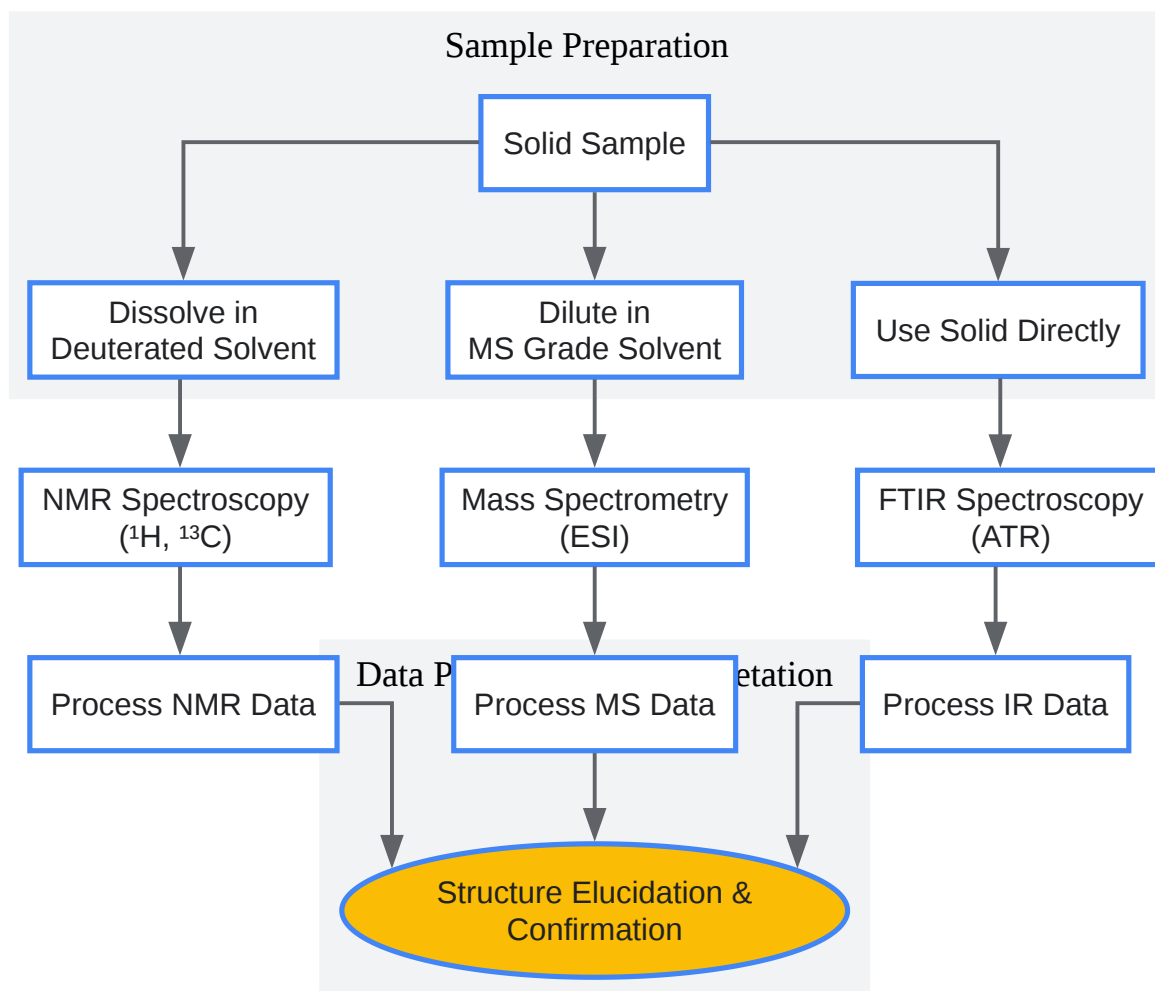 Sample Preparation
Solid Sample
Dissolve in
Deuterated Solvent
Dilute in
MS Grade Solvent
Use Solid Directly
NMR Spectroscopy
(¹H, ¹³C)
Mass Spectrometry
(ESI)
FTIR Spectroscopy
(ATR)
Data
Process NMR Data
Process MS Data
Process IR Data
Structure Elucidation &
Confirmation